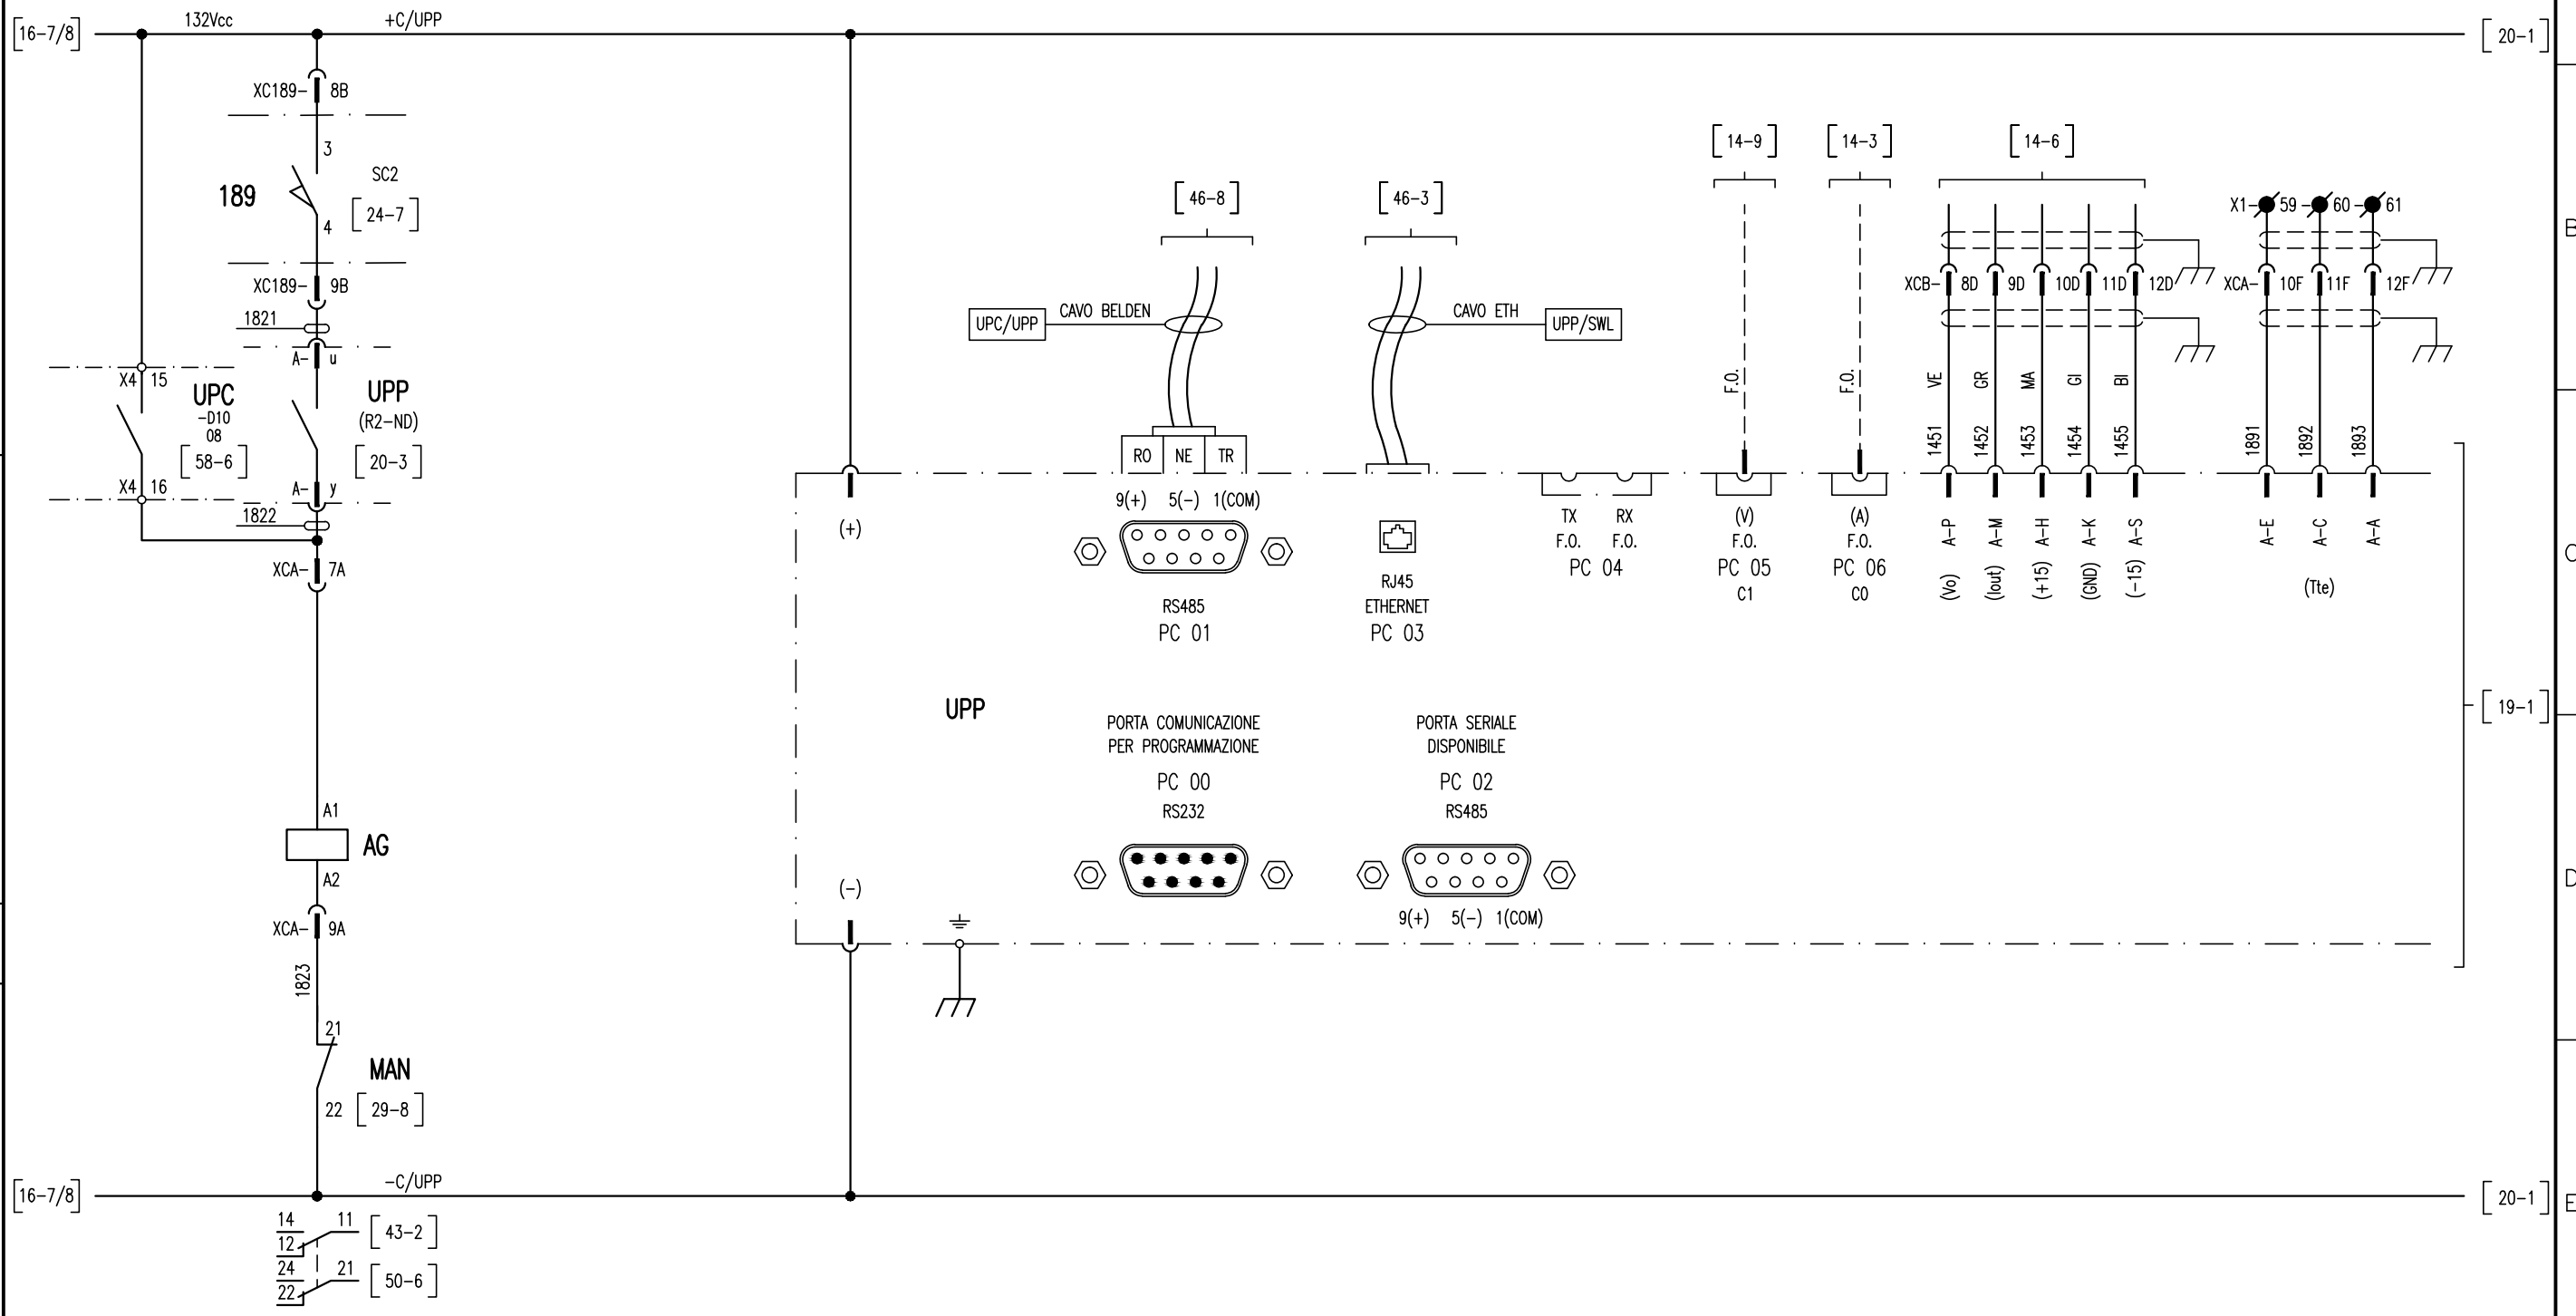 [16-7/8]
132Vcc
+C/UPP
[20-1]
XC189-
8B
3
189
SC2
[24-7]
4
XC189-
9B
1821
A-
u
X4
15
UPC
-D10
08
[58-6]
UPP
(R2-ND)
[20-3]
X4
16
A-
y
1822
XCA-
7A
A1
AG
A2
XCA-
9A
1823
21
MAN
22
[29-8]
[16-7/8]
-C/UPP
[20-1]
14
11
[43-2]
12
24
21
[50-6]
22
[46-8]
[46-3]
[14-9]
[14-3]
[14-6]
X1-
59
-
60
-
61
UPC/UPP
CAVO BELDEN
CAVO ETH
UPP/SWL
XCB-
8D
9D
10D
11D
12D
XCA-
10F
11F
12F
F.O.
F.O.
VE
GR
MA
GI
BI
1451
1452
1453
1454
1455
1891
1892
1893
RO
NE
TR
9(+)
5(-)
1(COM)
(+)
TX
F.O.
RX
F.O.
PC 04
(V)
F.O.
PC 05
C1
(A)
F.O.
PC 06
C0
A-P
A-M
A-H
A-K
A-S
A-E
A-C
A-A
(Vo)
(Iout)
(+15)
(GND)
(-15)
(Tte)
RS485
PC 01
RJ45
ETHERNET
PC 03
UPP
[19-1]
PORTA COMUNICAZIONE
PER PROGRAMMAZIONE
PC 00
RS232
PORTA SERIALE
DISPONIBILE
PC 02
RS485
9(+)
5(-)
1(COM)
(-)